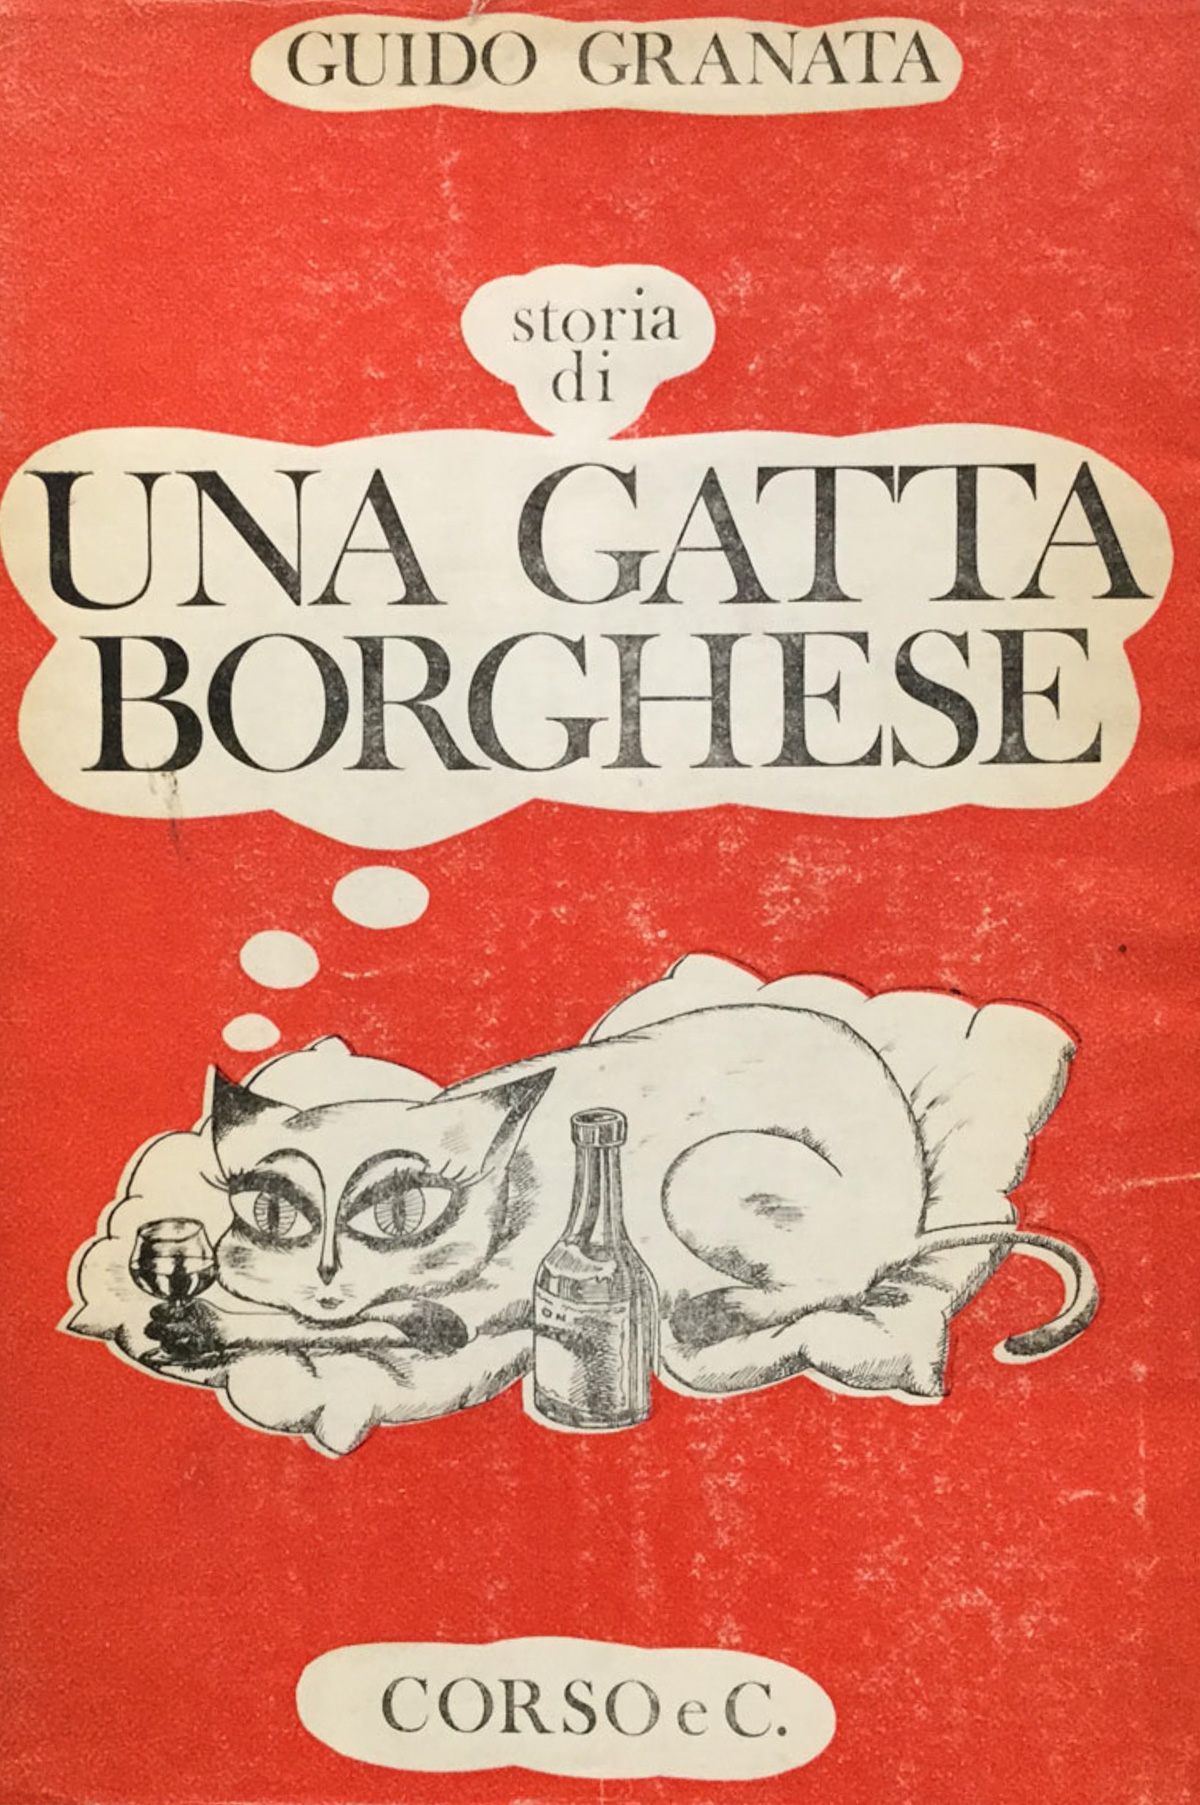 GUIDO GRANATA
storia
di
UNA GATTA
BORGHESE
CORSO e C.